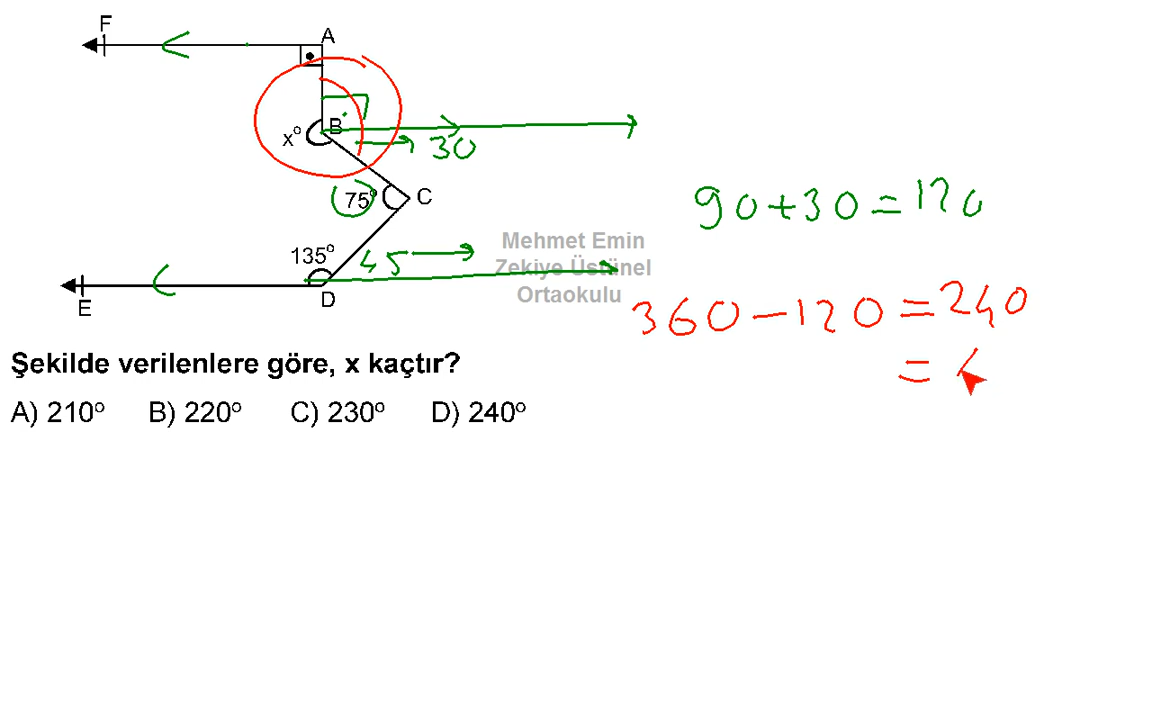 F
A
x° B 30
75° C
90+30=120
135° 45
Mehmet Emin
Zekiye Üstünel
Ortaokulu
E D
360-120=240
=
Şekilde verilenlere göre, x kaçtır?
A) 210° B) 220° C) 230° D) 240°